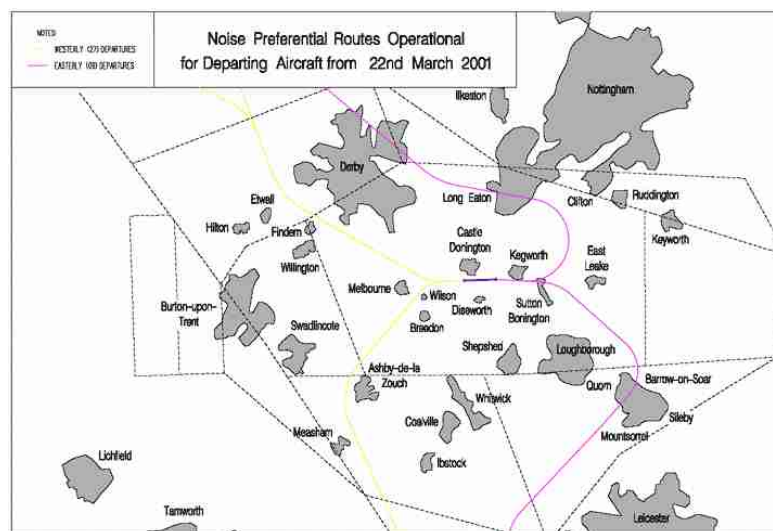 NOTES
WESTERLY (27) DEPARTURES
EASTERLY (09) DEPARTURES
Noise Preferential Routes Operational
for Departing Aircraft from 22nd March 2001
Ilkeston
Nottingham
Derby
Long Eaton
Clifton
Ruddington
Keyworth
Etwall
Hilton
Findern
Willington
Castle
Donington
Kegworth
East
Leake
Melbourne
Wilson
Diseworth
Sutton
Bonington
Breedon
Burton-upon-
Trent
Swadlincote
Shepshed
Loughborough
Ashby-de-la
Zouch
Quorn
Barrow-on-Soar
Whitwick
Coalville
Sileby
Mountsorrel
Measham
Ibstock
Lichfield
Tamworth
Leicester